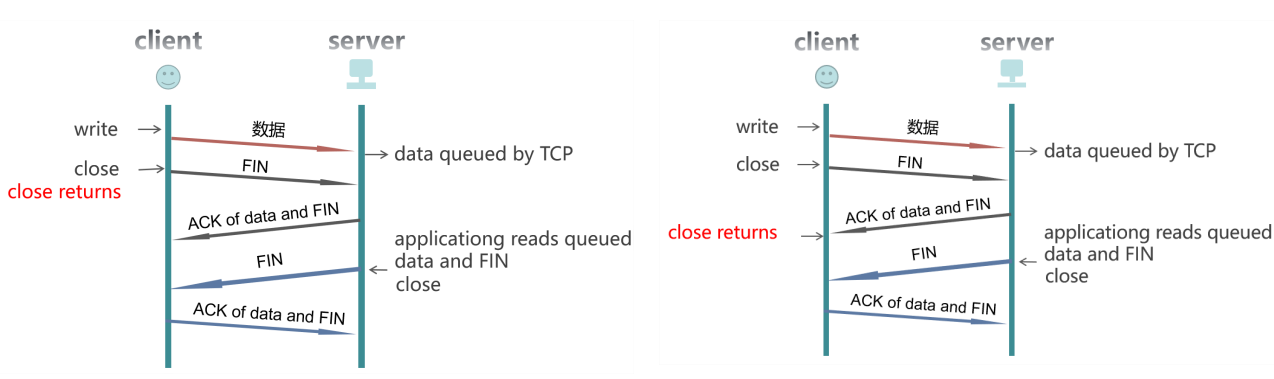 client
server
write
数据
data queued by TCP
close
FIN
close returns
ACK of data and FIN
applicationg reads queued
data and FIN
close
FIN
ACK of data and FIN
client
server
write
数据
data queued by TCP
close
FIN
ACK of data and FIN
close returns
applicationg reads queued
data and FIN
close
FIN
ACK of data and FIN